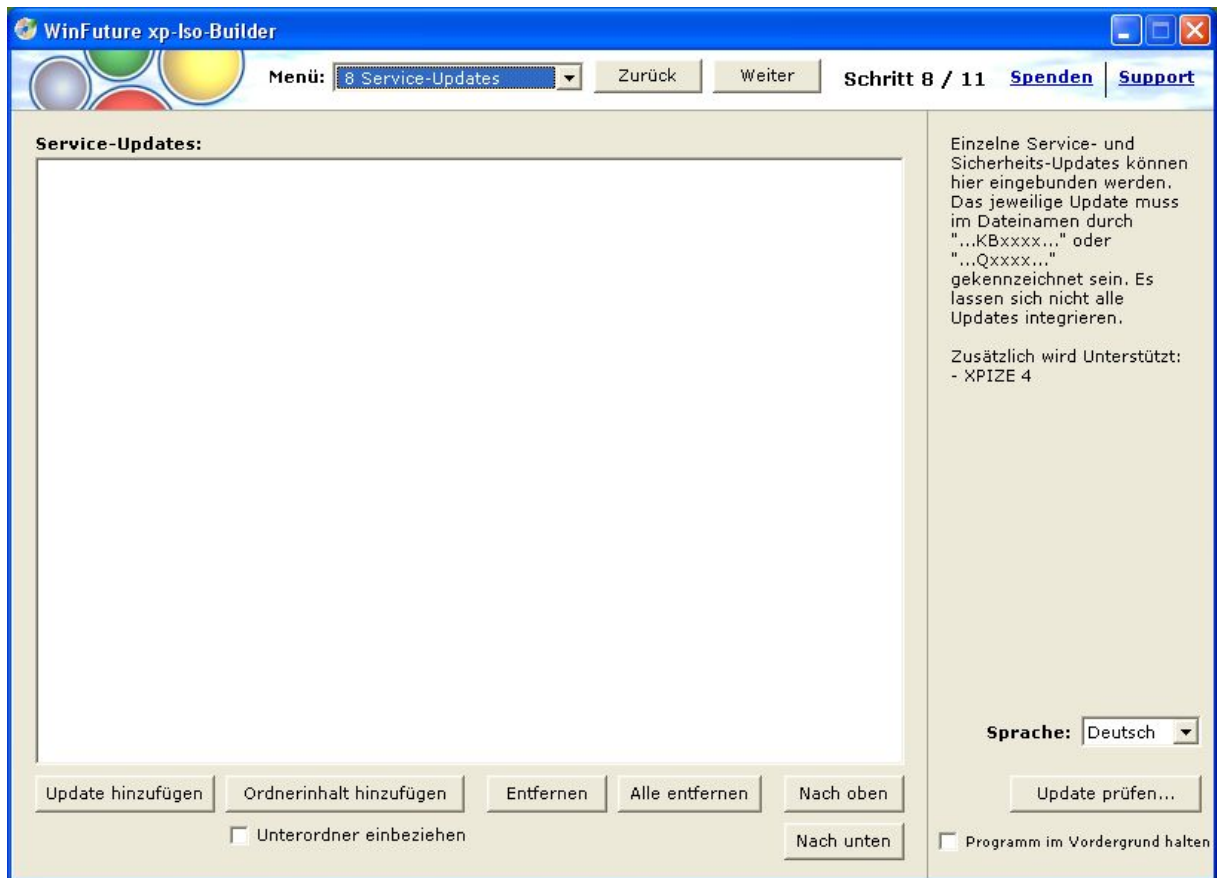 WinFuture xp-Iso-Builder
Menü: 8 Service-Updates Zurück Weiter Schritt 8 / 11 Spenden Support
Service-Updates:
Einzelne Service- und
Sicherheits-Updates können
hier eingebunden werden.
Das jeweilige Update muss
im Dateinamen durch
"...KBxxxx..." oder
"...Qxxxx..."
gekennzeichnet sein. Es
lassen sich nicht alle
Updates integrieren.
Zusätzlich wird Unterstützt:
- XPIZE 4
Sprache: Deutsch
Update hinzufügen Ordnerinhalt hinzufügen Entfernen Alle entfernen Nach oben Update prüfen...
Unterordner einbeziehen Nach unten Programm im Vordergrund halten